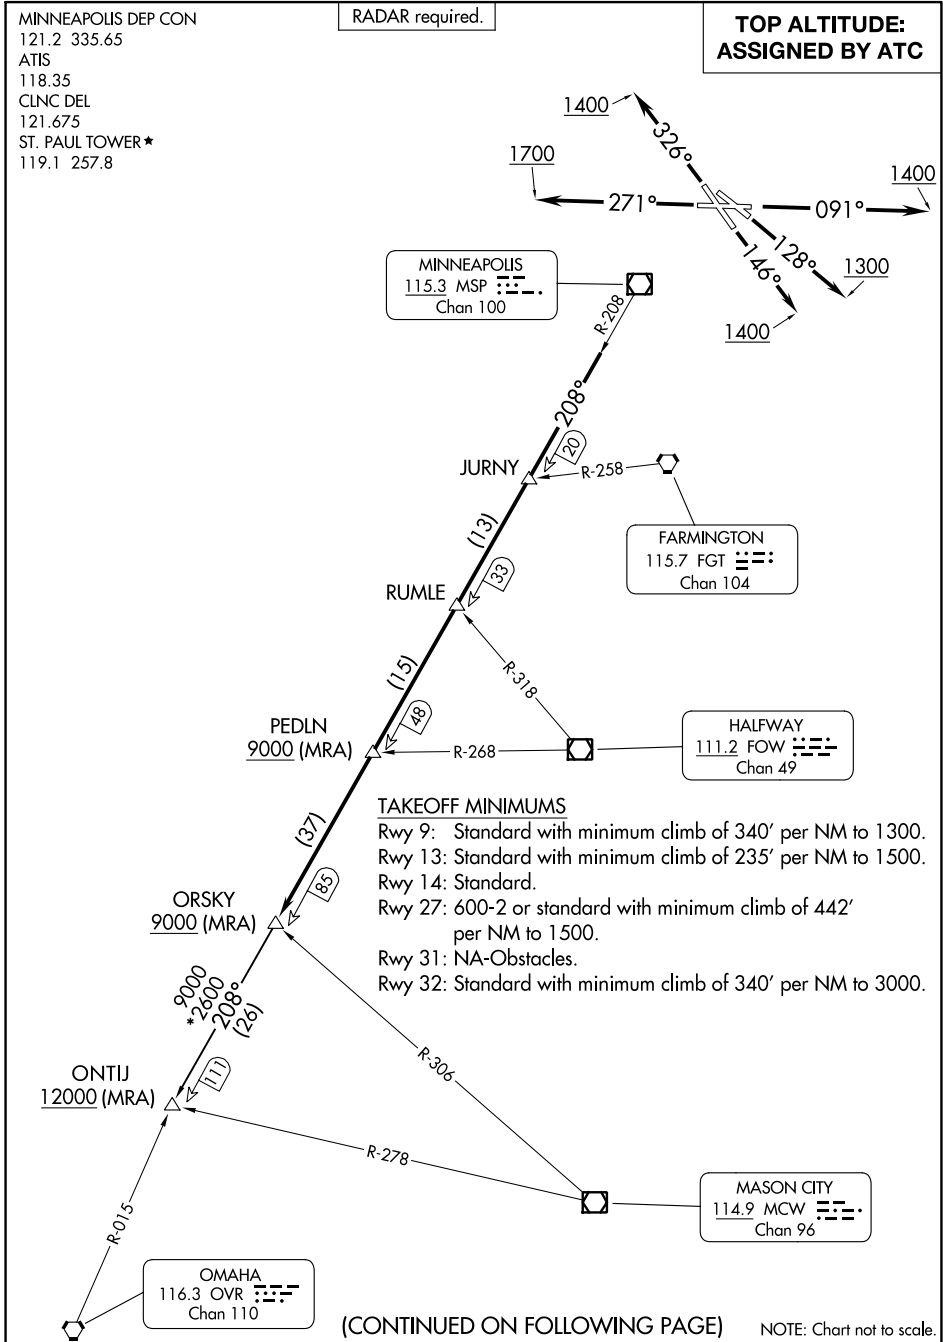 MINNEAPOLIS DEP CON
121.2 335.65
ATIS
118.35
CLNC DEL
121.675
ST. PAUL TOWER★
119.1 257.8
RADAR required.
TOP ALTITUDE:
ASSIGNED BY ATC
1400
326°
1700
271°
091°
1400
128°
1300
146°
1400
MINNEAPOLIS
115.3 MSP
Chan 100
R-208
208°
20
JURNY
R-258
FARMINGTON
115.7 FGT
Chan 104
(13)
33
RUMLE
R-318
(15)
48
PEDLN
9000 (MRA)
R-268
HALFWAY
111.2 FOW
Chan 49
(37)
85
ORSKY
9000 (MRA)
TAKEOFF MINIMUMS
Rwy 9: Standard with minimum climb of 340' per NM to 1300.
Rwy 13: Standard with minimum climb of 235' per NM to 1500.
Rwy 14: Standard.
Rwy 27: 600-2 or standard with minimum climb of 442'
per NM to 1500.
Rwy 31: NA-Obstacles.
Rwy 32: Standard with minimum climb of 340' per NM to 3000.
9000
*2600
208°
(26)
111
ONTIJ
12000 (MRA)
R-306
R-278
R-015
MASON CITY
114.9 MCW
Chan 96
OMAHA
116.3 OVR
Chan 110
(CONTINUED ON FOLLOWING PAGE)
NOTE: Chart not to scale.